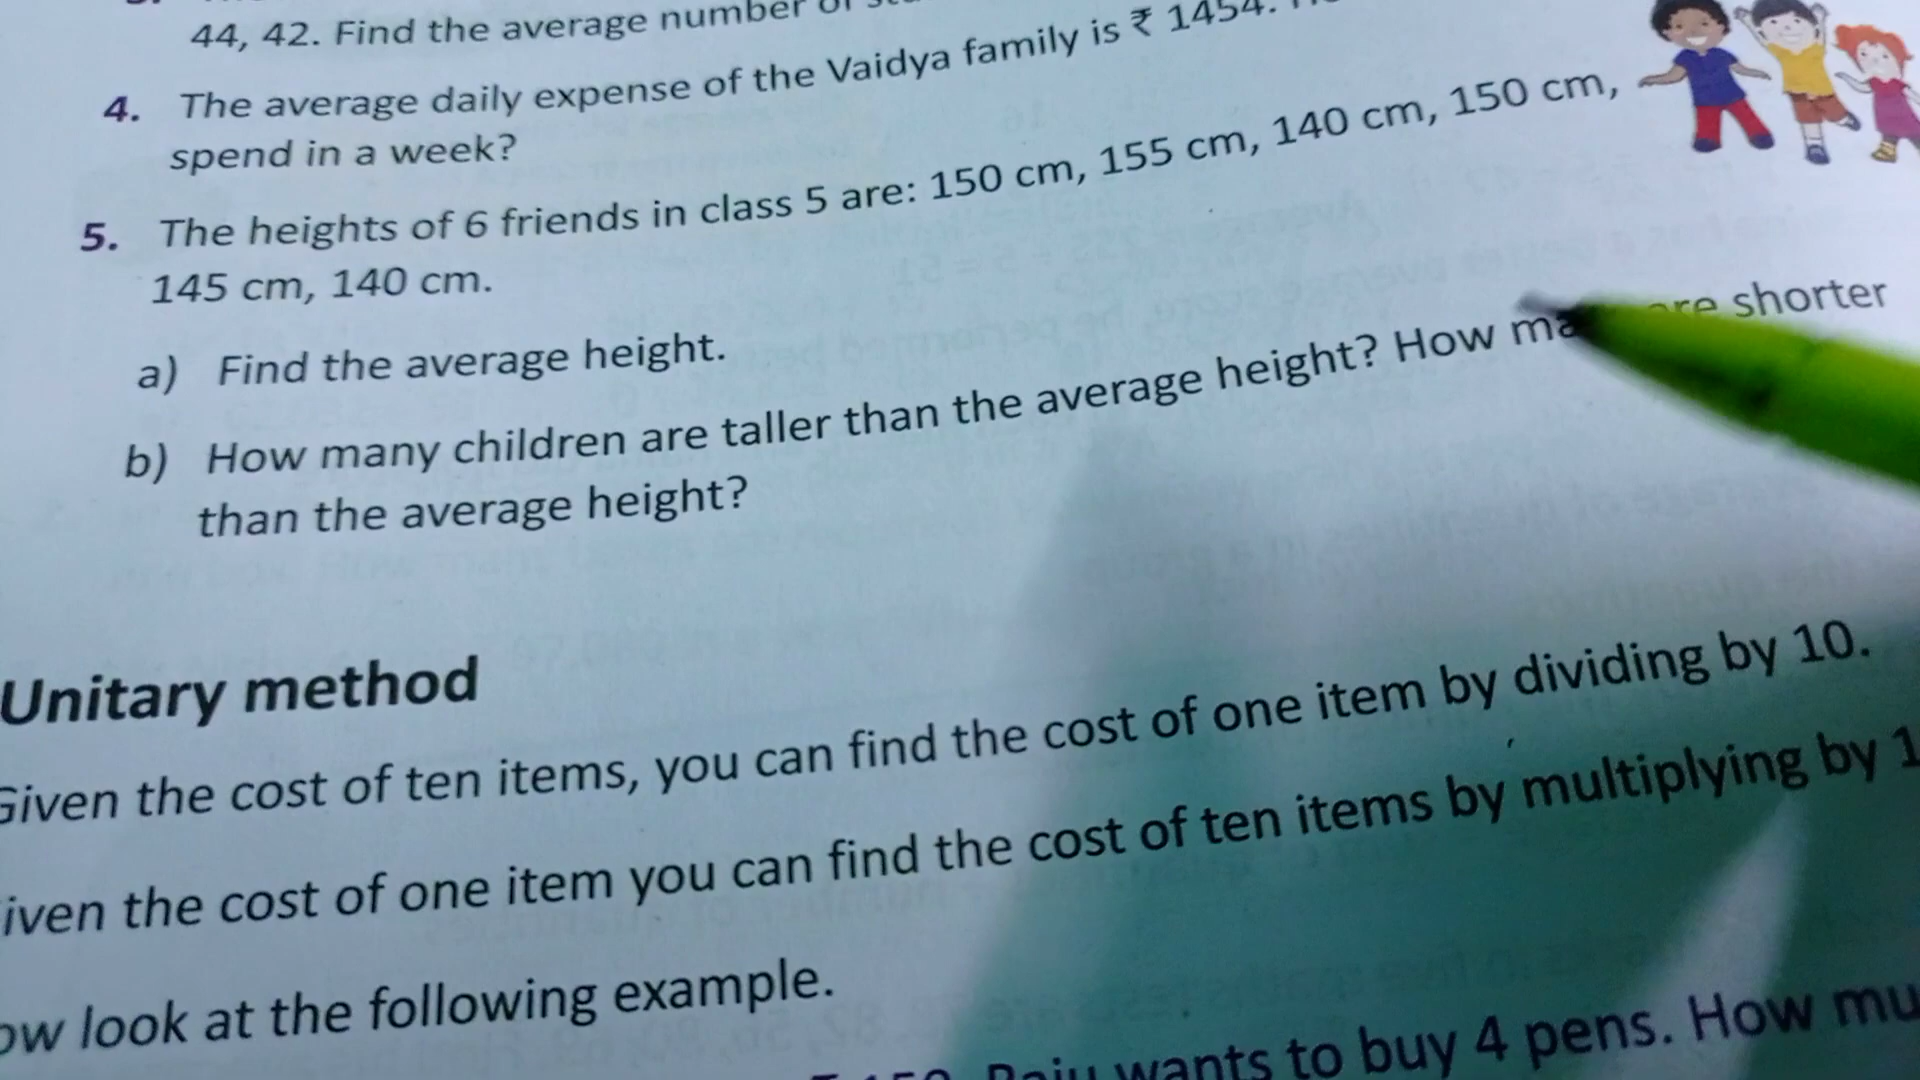 44, 42. Find the average number of
4. The average daily expense of the Vaidya family is ₹ 1454.
spend in a week?
5. The heights of 6 friends in class 5 are: 150 cm, 155 cm, 140 cm, 150 cm,
145 cm, 140 cm.
a) Find the average height.
b) How many children are taller than the average height? How are shorter
than the average height?
Unitary method
Given the cost of ten items, you can find the cost of one item by dividing by 10.
iven the cost of one item you can find the cost of ten items by multiplying by 1
ow look at the following example.
wants to buy 4 pens. How mu